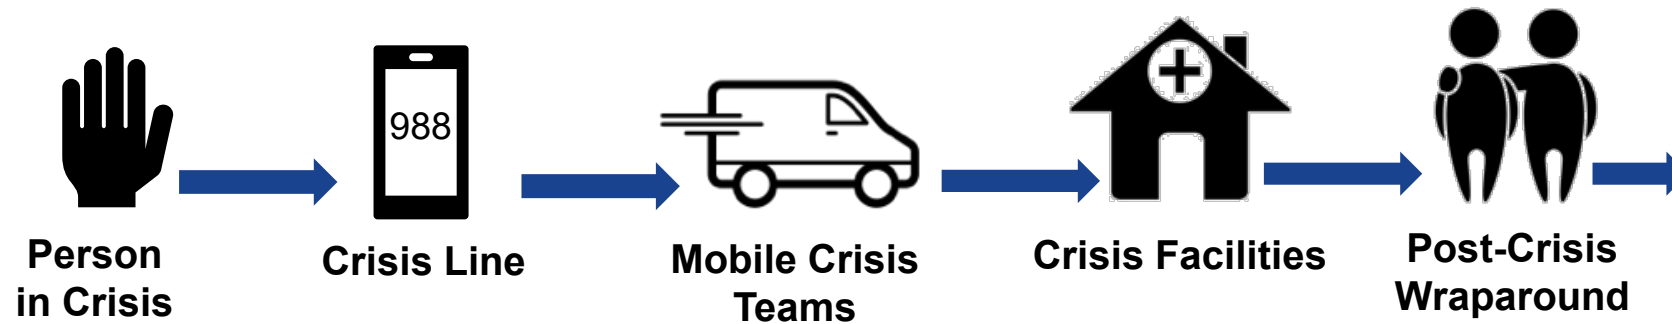 988
Person
in Crisis
Crisis Line
Mobile Crisis
Teams
Crisis Facilities
Post-Crisis
Wraparound